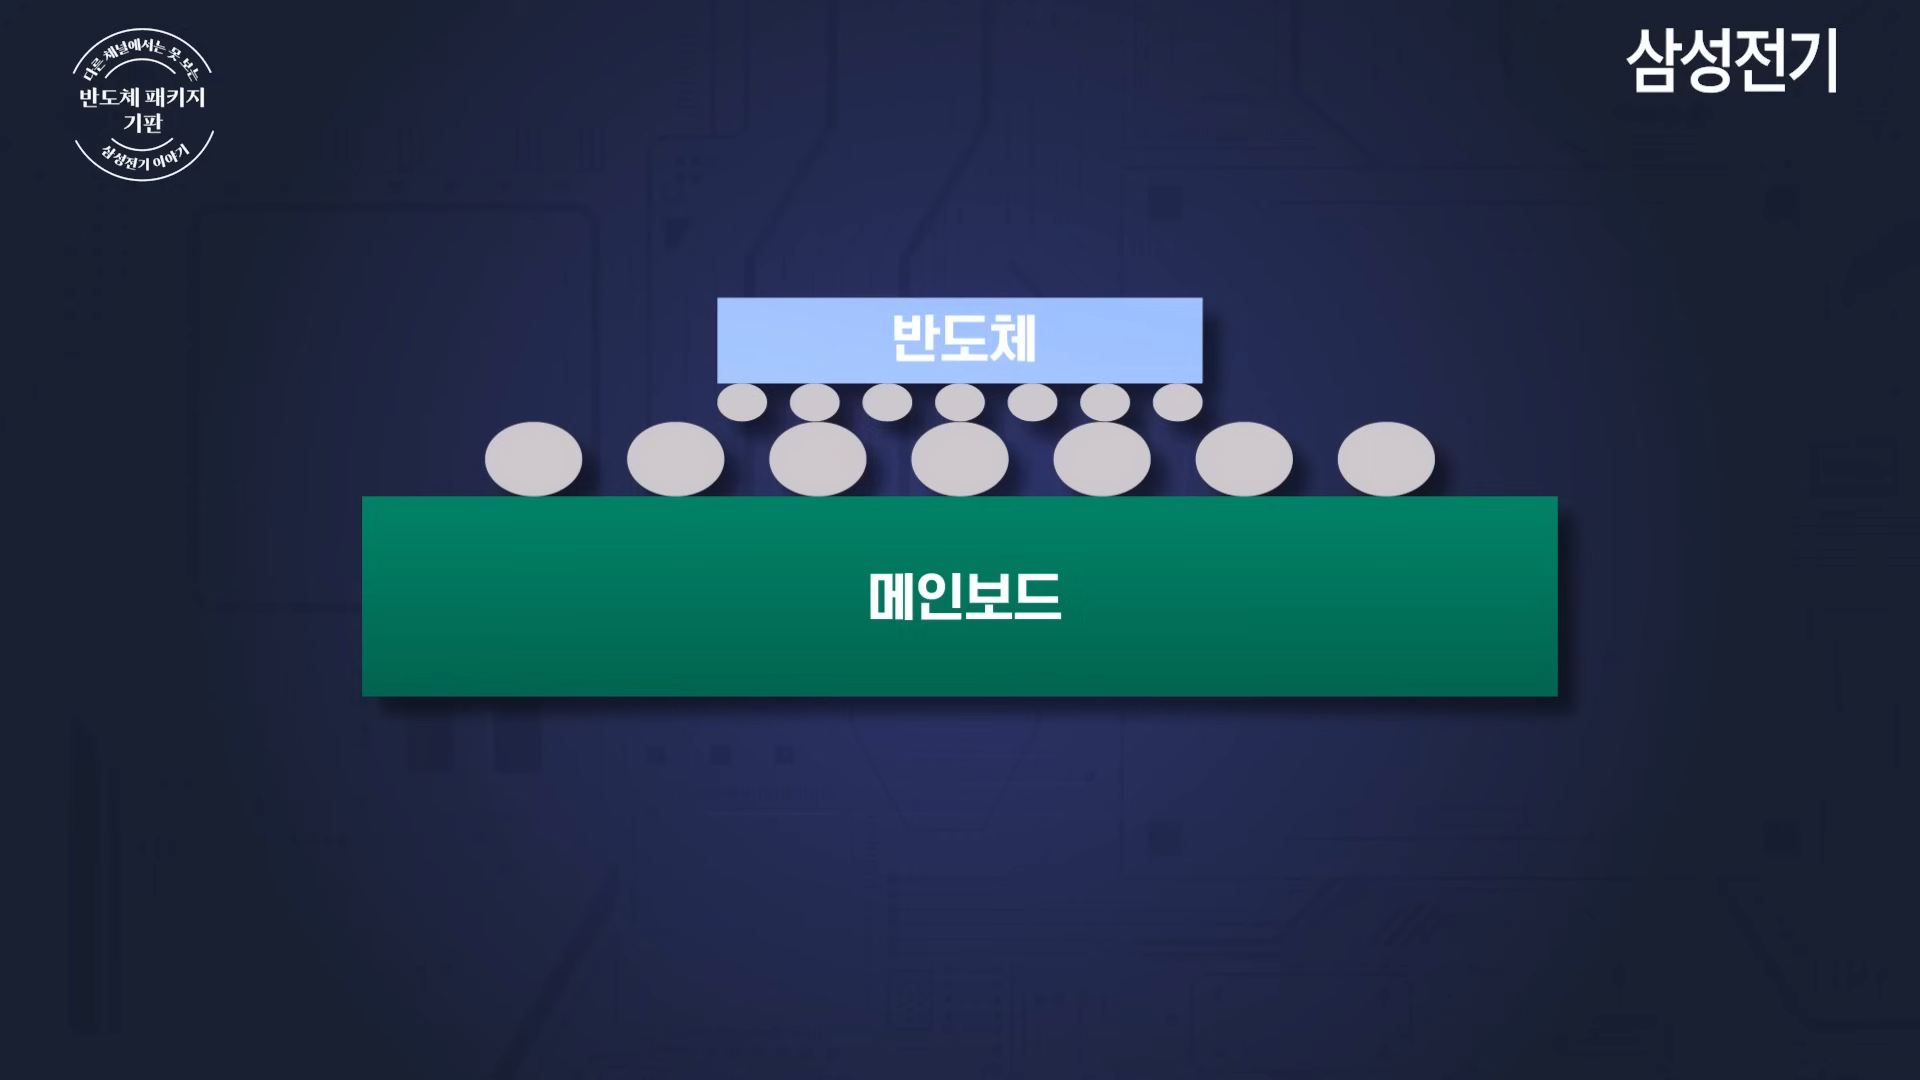 다른 채널에서는 못 보는
반도체 패키지
기판
삼성전기 이야기
삼성전기
반도체
메인보드